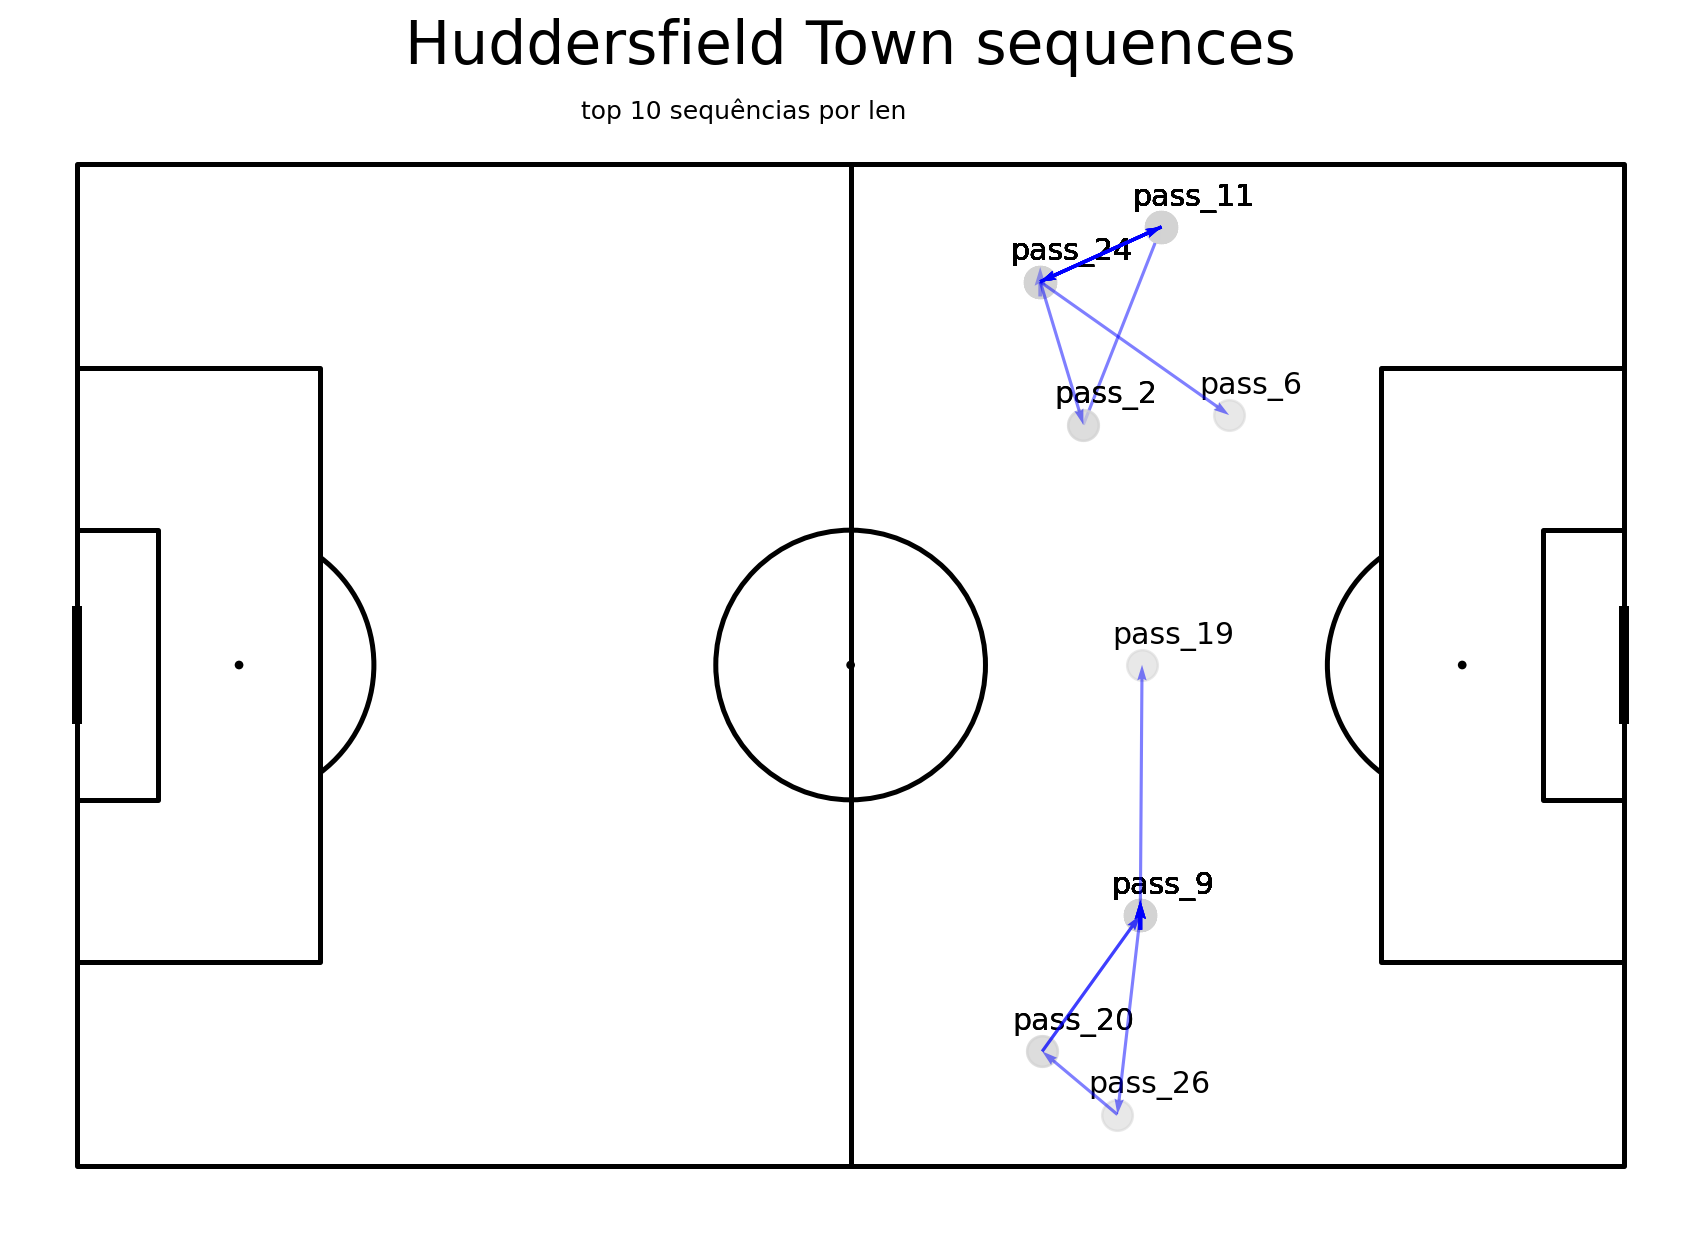 Huddersfield Town sequences
top 10 sequências por len
pass_11
pass_24
pass_6
pass_2
pass_19
pass_9
pass_20
pass_26